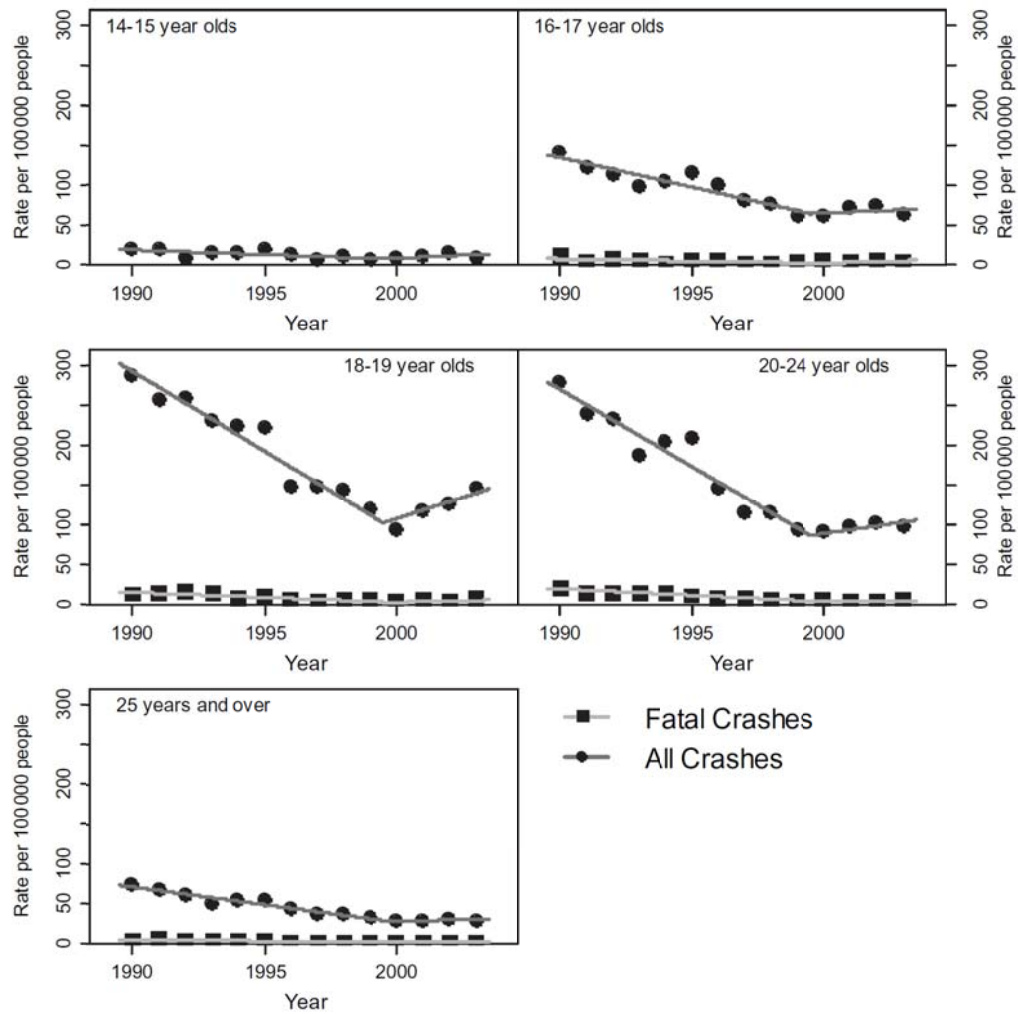 14-15 year olds
Rate per 100000 people
0
50
100
200
300
1990
1995
2000
Year
16-17 year olds
Rate per 100000 people
0
50
100
200
300
1990
1995
2000
Year
18-19 year olds
Rate per 100000 people
0
50
100
200
300
1990
1995
2000
Year
20-24 year olds
Rate per 100000 people
0
50
100
200
300
1990
1995
2000
Year
25 years and over
Rate per 100000 people
0
50
100
200
300
1990
1995
2000
Year
Fatal Crashes
All Crashes